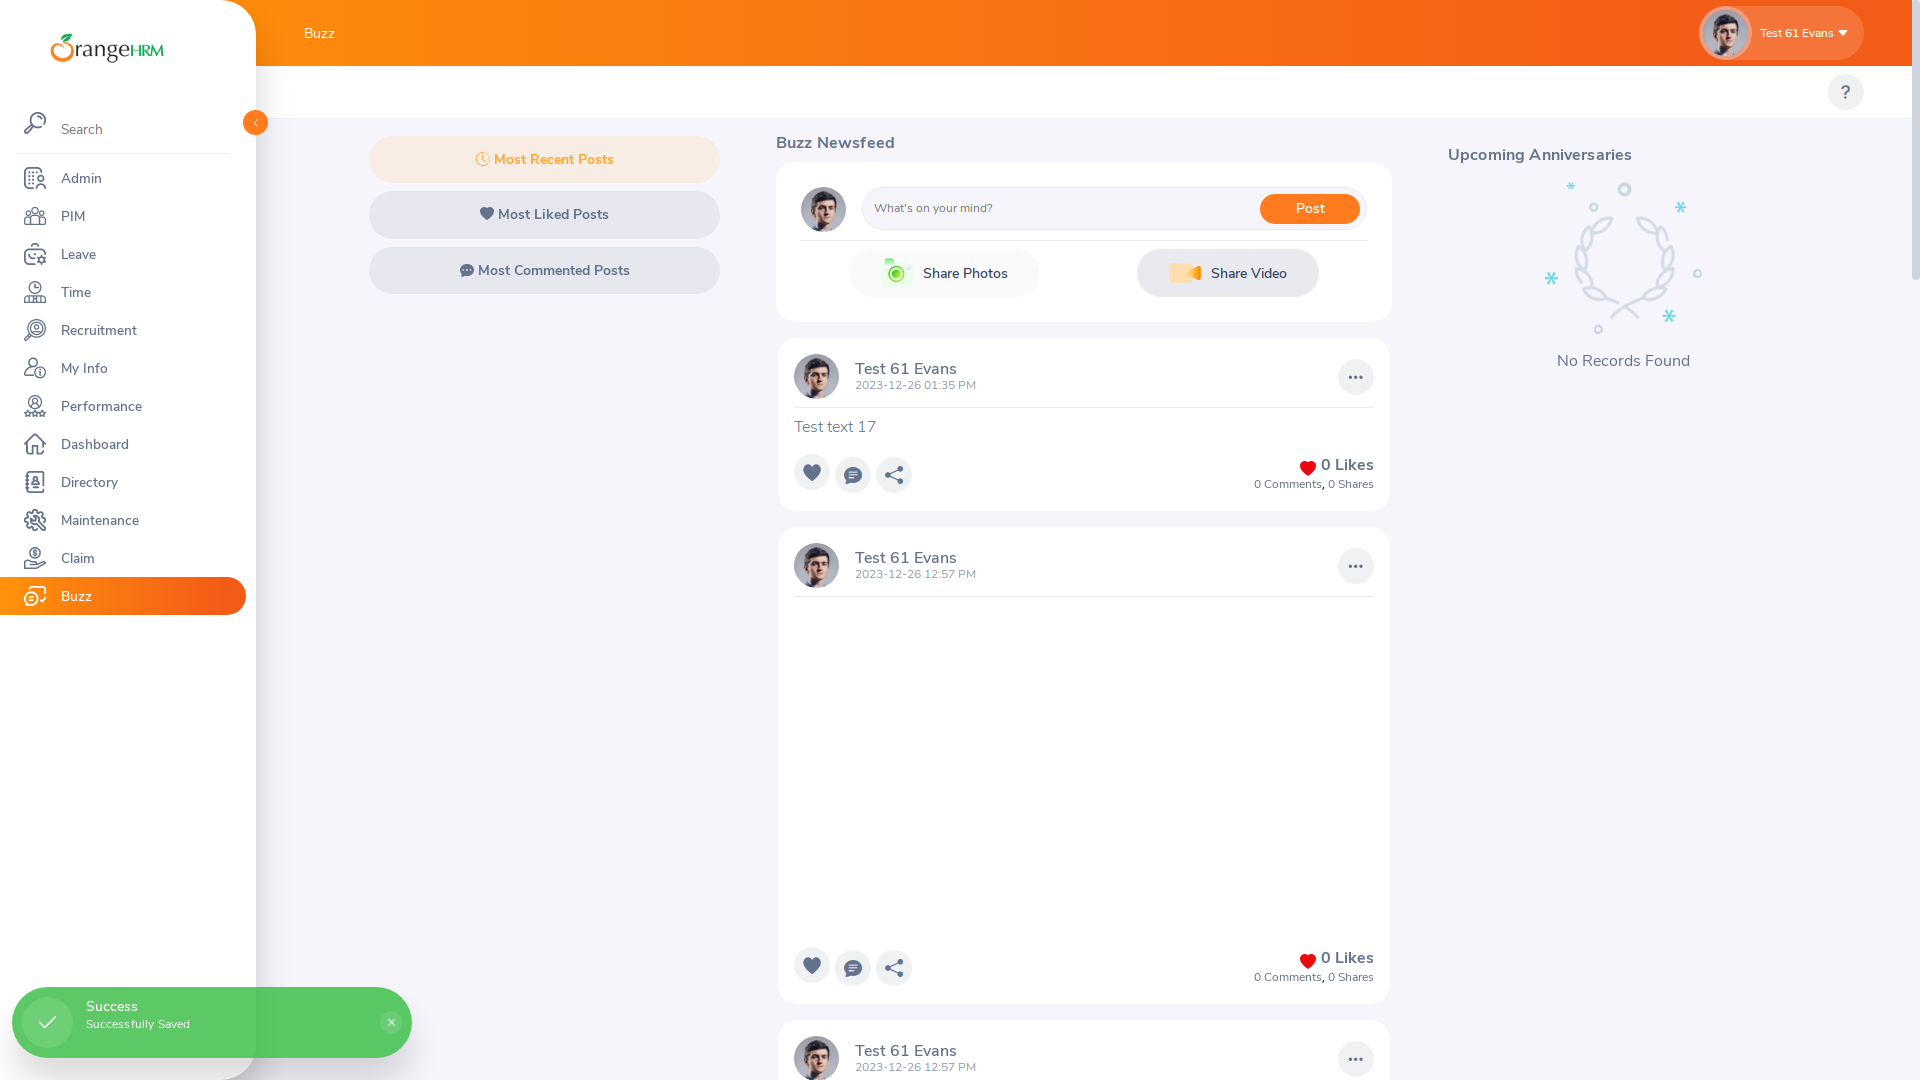 OrangeHRM
Search
Admin
PIM
Leave
Time
Recruitment
My Info
Performance
Dashboard
Directory
Maintenance
Claim
Buzz
Buzz
Test 61 Evans
?
Most Recent Posts
Most Liked Posts
Most Commented Posts
Buzz Newsfeed
What's on your mind?
Post
Share Photos
Share Video
Test 61 Evans
2023-12-26 01:35 PM
Test text 17
0 Likes
0 Comments, 0 Shares
Test 61 Evans
2023-12-26 12:57 PM
0 Likes
0 Comments, 0 Shares
Test 61 Evans
2023-12-26 12:57 PM
Upcoming Anniversaries
No Records Found
Success
Successfully Saved